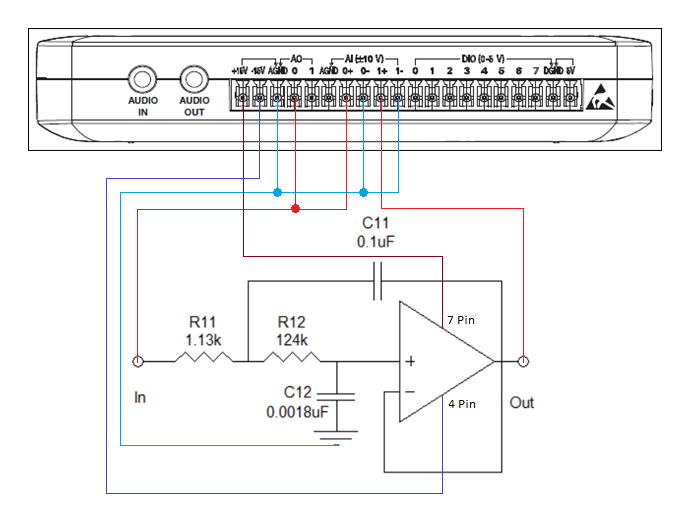 AO
AI (±10 V)
DIO (0-5 V)
+15V -15V AGND 0 1 AGND 0+ 0- 1+ 1- 0 1 2 3 4 5 6 7 DGND 5V
AUDIO
IN
AUDIO
OUT
C11
0.1uF
R11
1.13k
R12
124k
7 Pin
+
−
C12
0.0018uF
In
4 Pin
Out